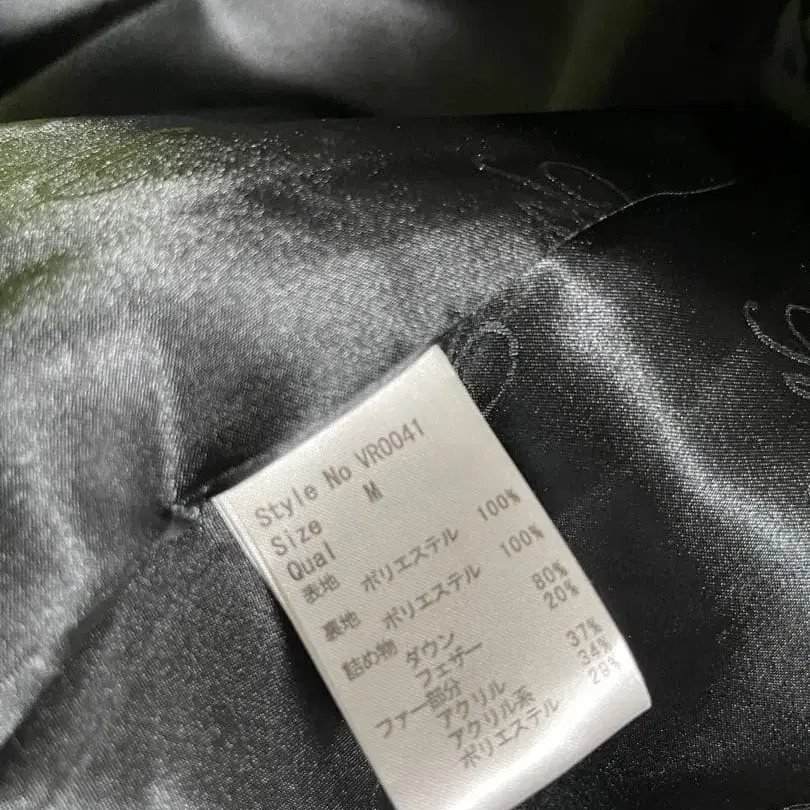 Style No VR0041
Size M
Qual
表地 ポリエステル 100%
裏地 ポリエステル 100%
詰め物 ダウン 80%
フェザー 20%
ファー部分
アクリル 37%
アクリル系 34%
ポリエステル 29%